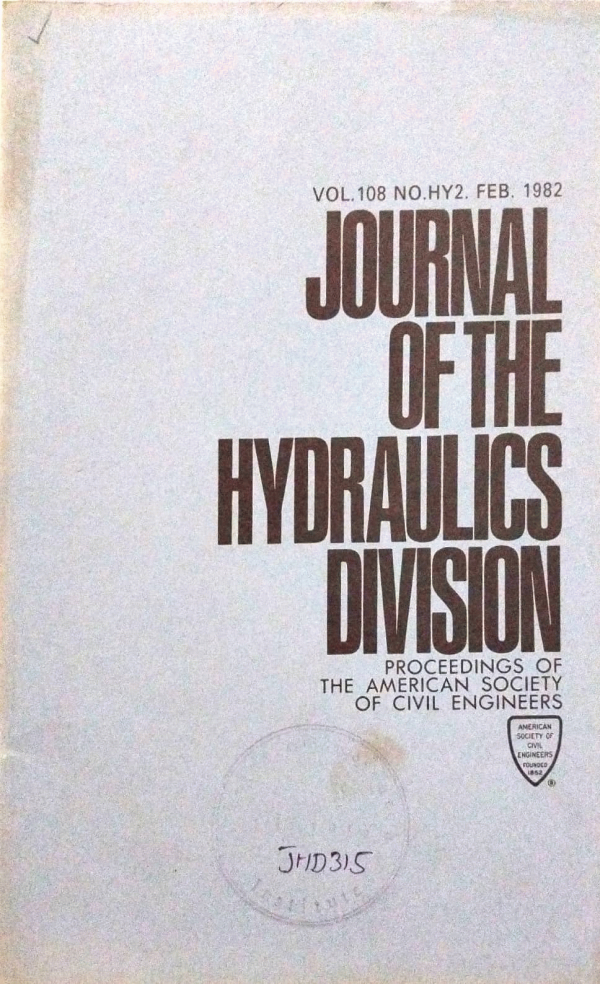 VOL.108 NO.HY2. FEB. 1982
JOURNAL
OF THE
HYDRAULICS
DIVISION
PROCEEDINGS OF
THE AMERICAN SOCIETY
OF CIVIL ENGINEERS
AMERICAN
SOCIETY OF
CIVIL
ENGINEERS
FOUNDED
1852
®
JHD315
Institute